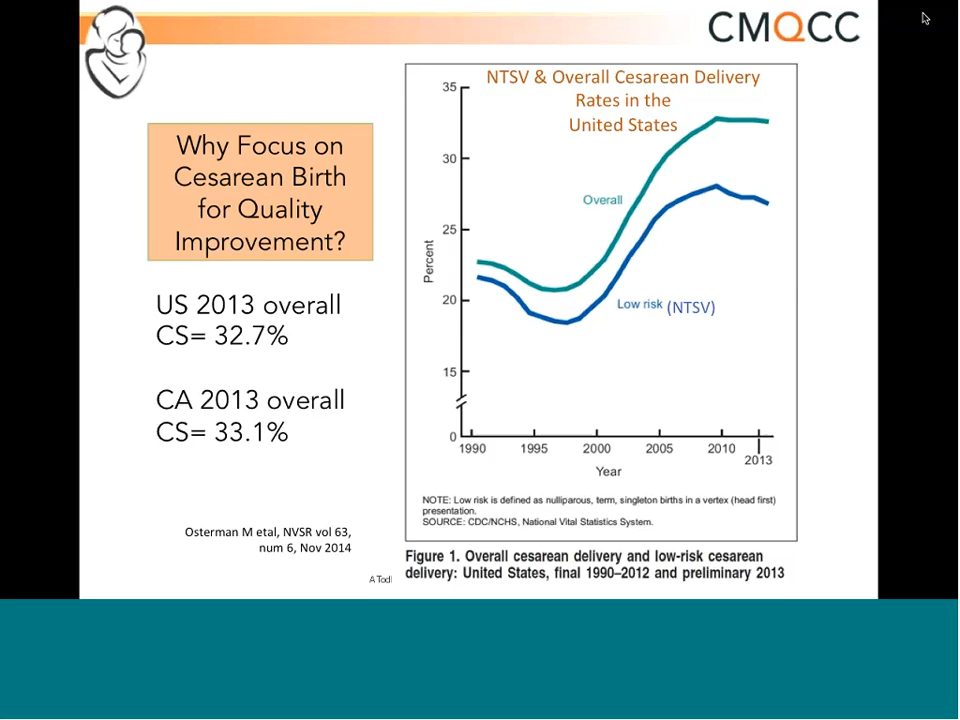 CMQCC
Why Focus on
Cesarean Birth
for Quality
Improvement?
US 2013 overall
CS= 32.7%
CA 2013 overall
CS= 33.1%
Osterman M etal, NVSR vol 63,
num 6, Nov 2014
NTSV & Overall Cesarean Delivery
Rates in the
United States
35
30
25
20
15
0
Percent
Overall
Low risk (NTSV)
1990 1995 2000 2005 2010
2013
Year
NOTE: Low risk is defined as nulliparous, term, singleton births in a vertex (head first)
presentation.
SOURCE: CDC/NCHS, National Vital Statistics System.
Figure 1. Overall cesarean delivery and low-risk cesarean
delivery: United States, final 1990–2012 and preliminary 2013